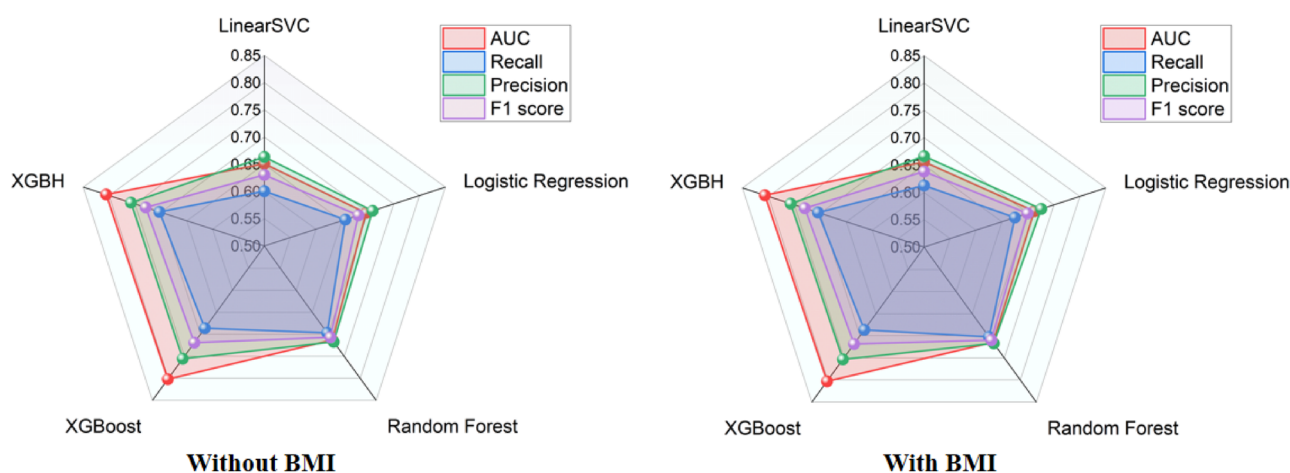 LinearSVC
0.85
0.80
0.75
0.70
0.65
0.60
0.55
0.50
AUC
Recall
Precision
F1 score
XGBH
Logistic Regression
XGBoost
Random Forest
Without BMI
LinearSVC
0.85
0.80
0.75
0.70
0.65
0.60
0.55
0.50
AUC
Recall
Precision
F1 score
XGBH
Logistic Regression
XGBoost
Random Forest
With BMI